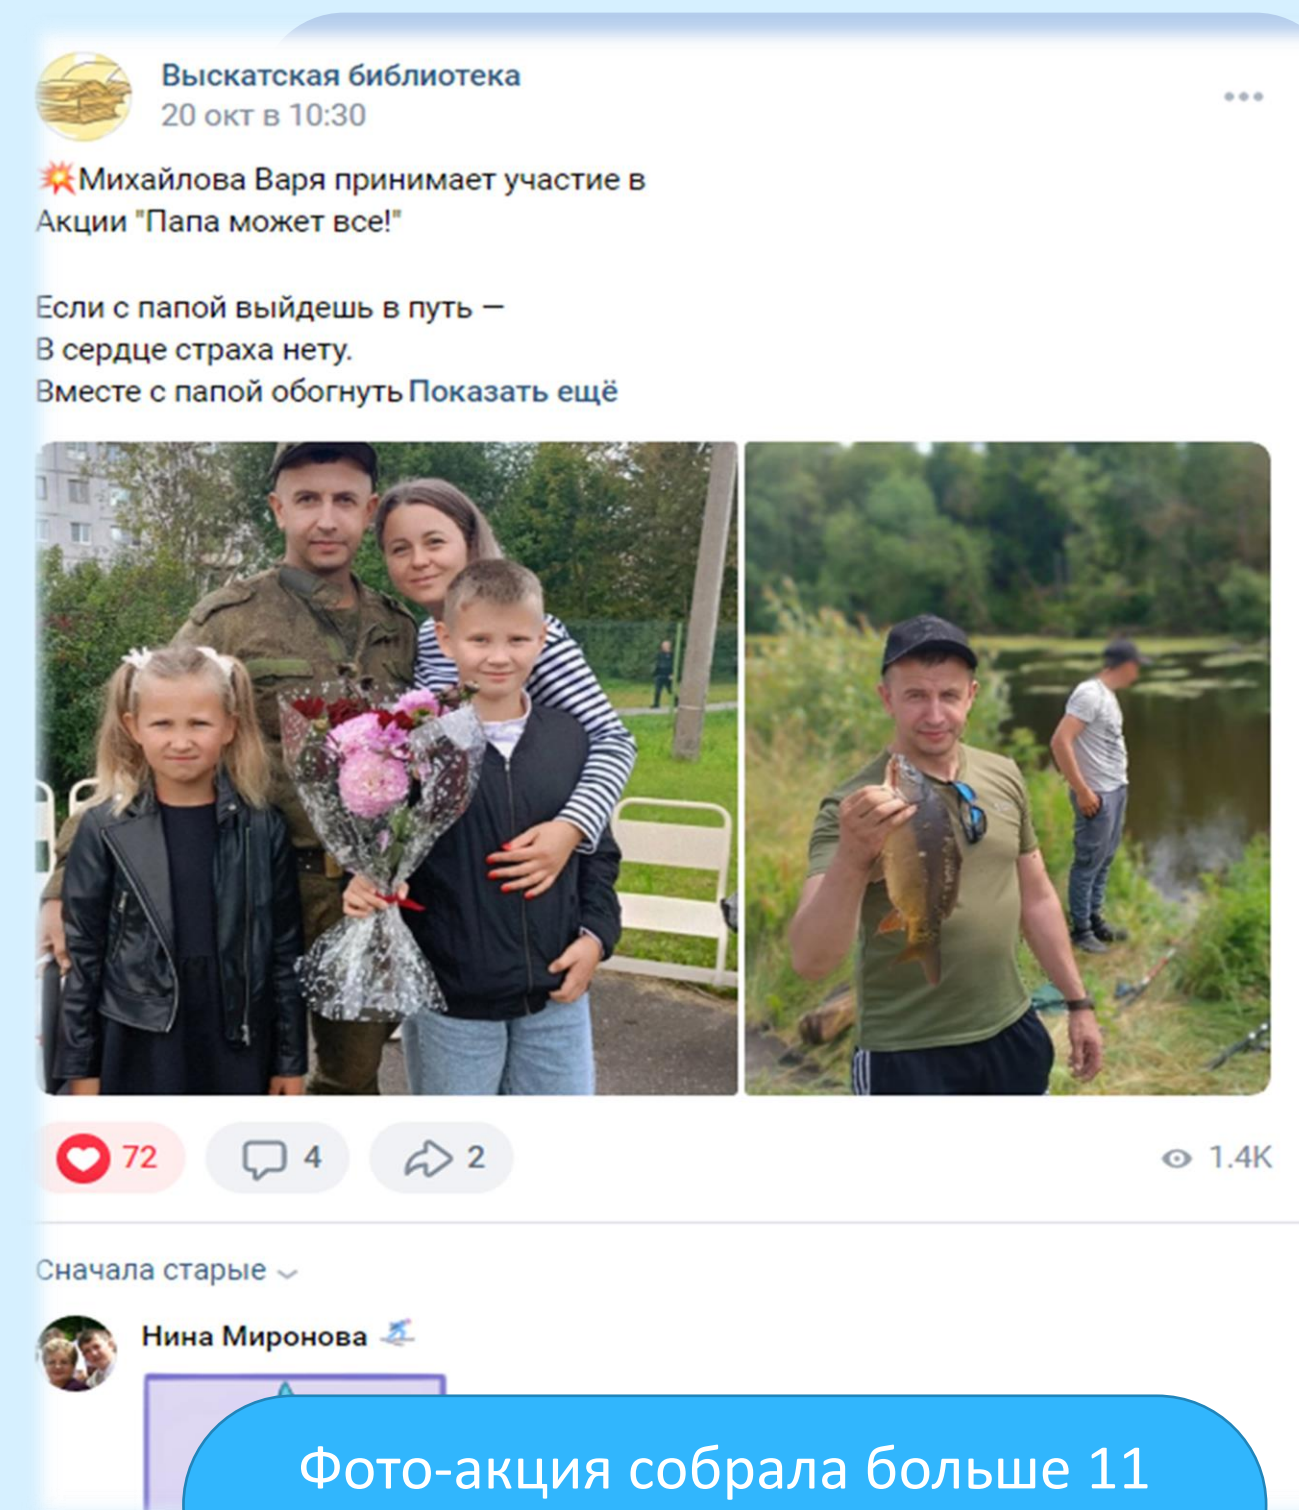 Выскатская библиотека
20 окт в 10:30
💥Михайлова Варя принимает участие в
Акции "Папа может все!"
Если с папой выйдешь в путь —
В сердце страха нету.
Вместе с папой обогнуть Показать ещё
72 4 2 1.4K
Сначала старые
Нина Миронова
Фото-акция собрала больше 11